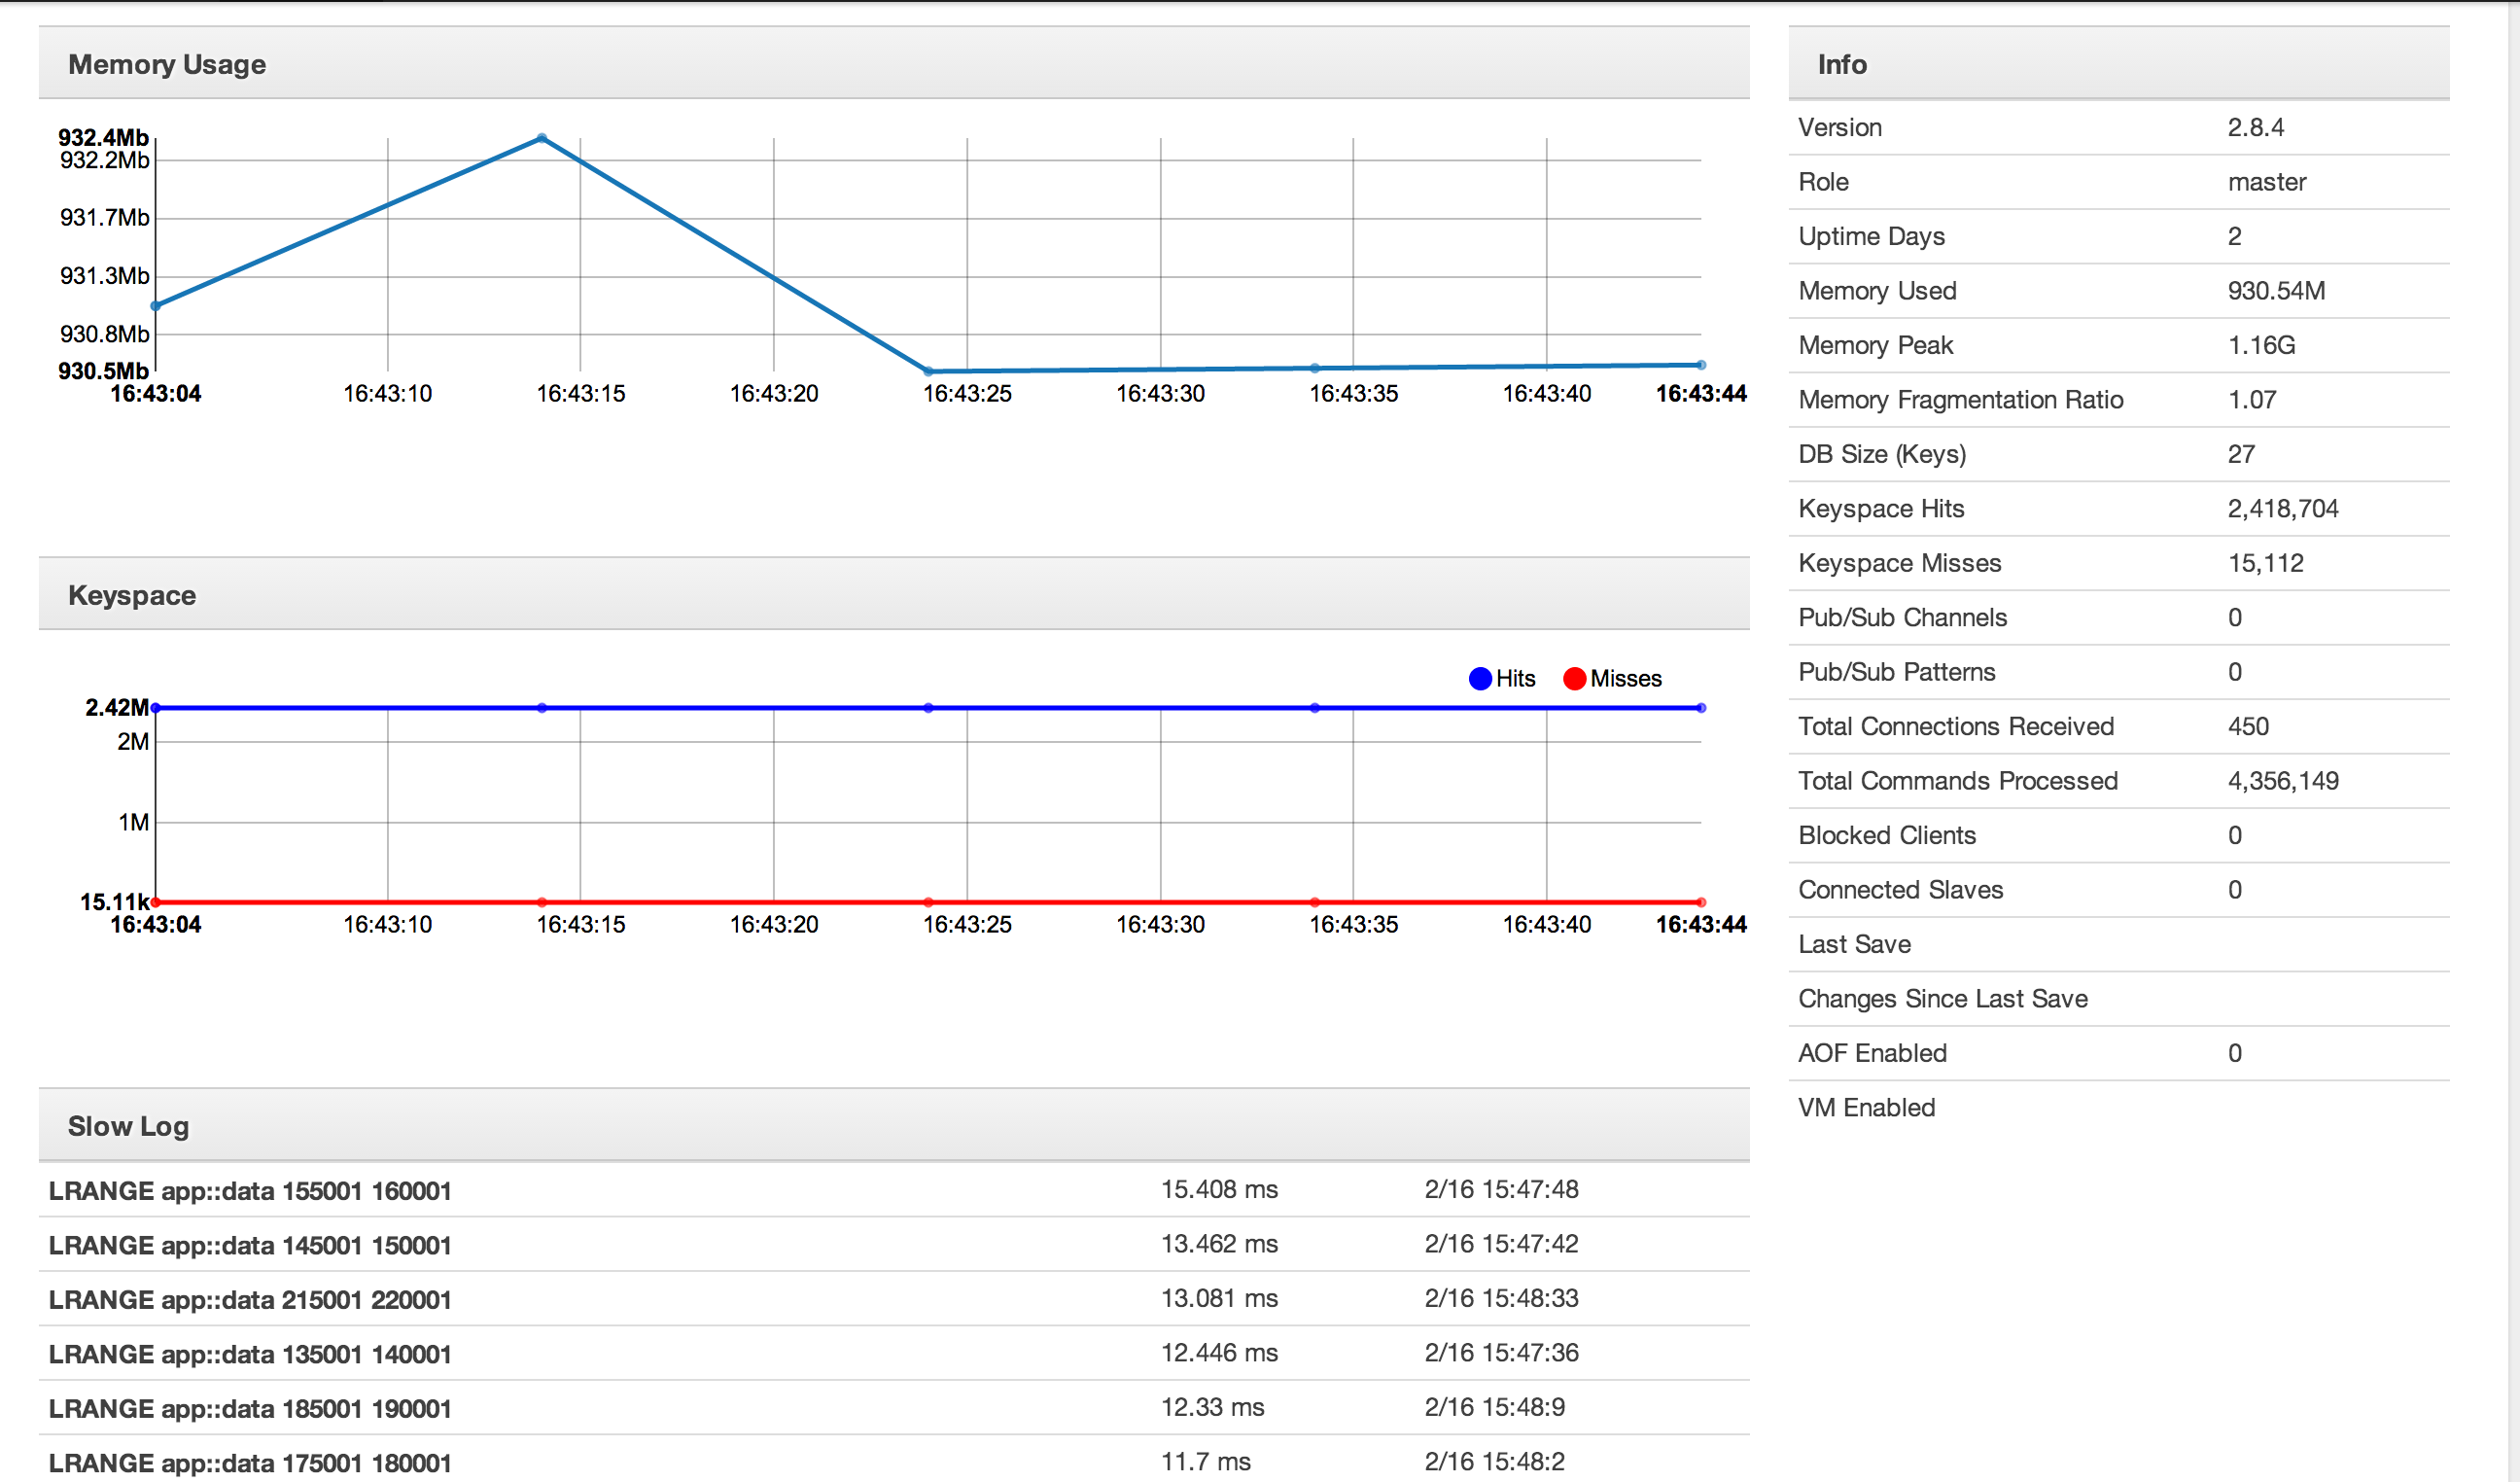 Memory Usage
932.4Mb
932.2Mb
931.7Mb
931.3Mb
930.8Mb
930.5Mb
16:43:04 16:43:10 16:43:15 16:43:20 16:43:25 16:43:30 16:43:35 16:43:40 16:43:44
Keyspace
Hits Misses
2.42M
2M
1M
15.11k
16:43:04 16:43:10 16:43:15 16:43:20 16:43:25 16:43:30 16:43:35 16:43:40 16:43:44
Slow Log
LRANGE app::data 155001 160001 15.408 ms 2/16 15:47:48
LRANGE app::data 145001 150001 13.462 ms 2/16 15:47:42
LRANGE app::data 215001 220001 13.081 ms 2/16 15:48:33
LRANGE app::data 135001 140001 12.446 ms 2/16 15:47:36
LRANGE app::data 185001 190001 12.33 ms 2/16 15:48:9
LRANGE app::data 175001 180001 11.7 ms 2/16 15:48:2
Info
Version 2.8.4
Role master
Uptime Days 2
Memory Used 930.54M
Memory Peak 1.16G
Memory Fragmentation Ratio 1.07
DB Size (Keys) 27
Keyspace Hits 2,418,704
Keyspace Misses 15,112
Pub/Sub Channels 0
Pub/Sub Patterns 0
Total Connections Received 450
Total Commands Processed 4,356,149
Blocked Clients 0
Connected Slaves 0
Last Save
Changes Since Last Save
AOF Enabled 0
VM Enabled